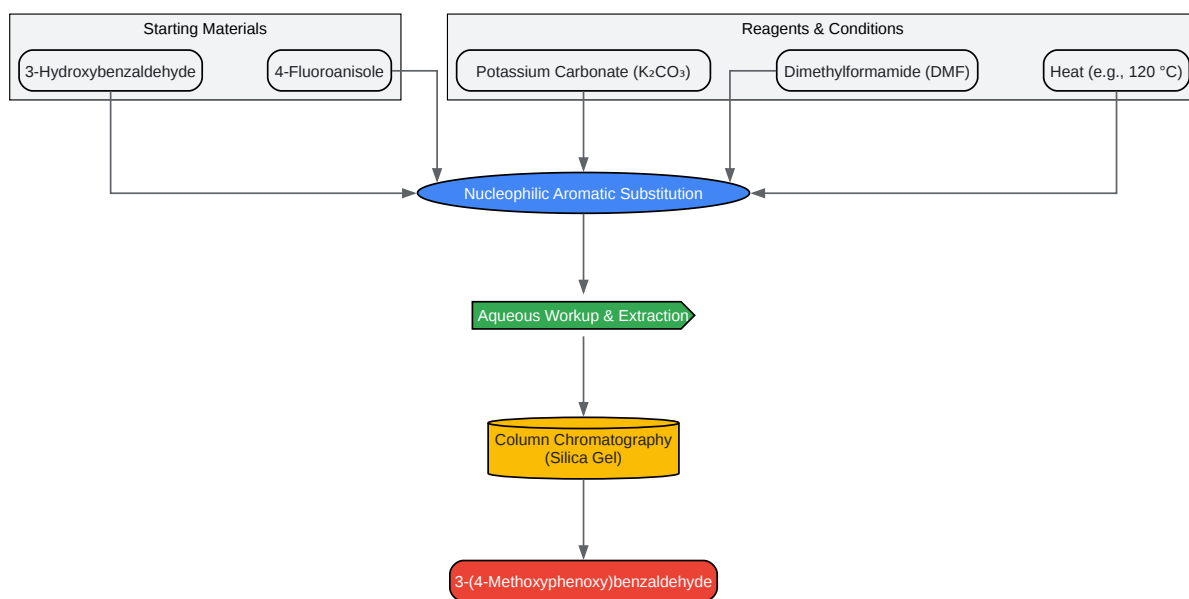 Starting Materials
Reagents & Conditions
3-Hydroxybenzaldehyde
4-Fluoroanisole
Potassium Carbonate (K₂CO₃)
Dimethylformamide (DMF)
Heat (e.g., 120 °C)
Nucleophilic Aromatic Substitution
Aqueous Workup & Extraction
Column Chromatography
(Silica Gel)
3-(4-Methoxyphenoxy)benzaldehyde